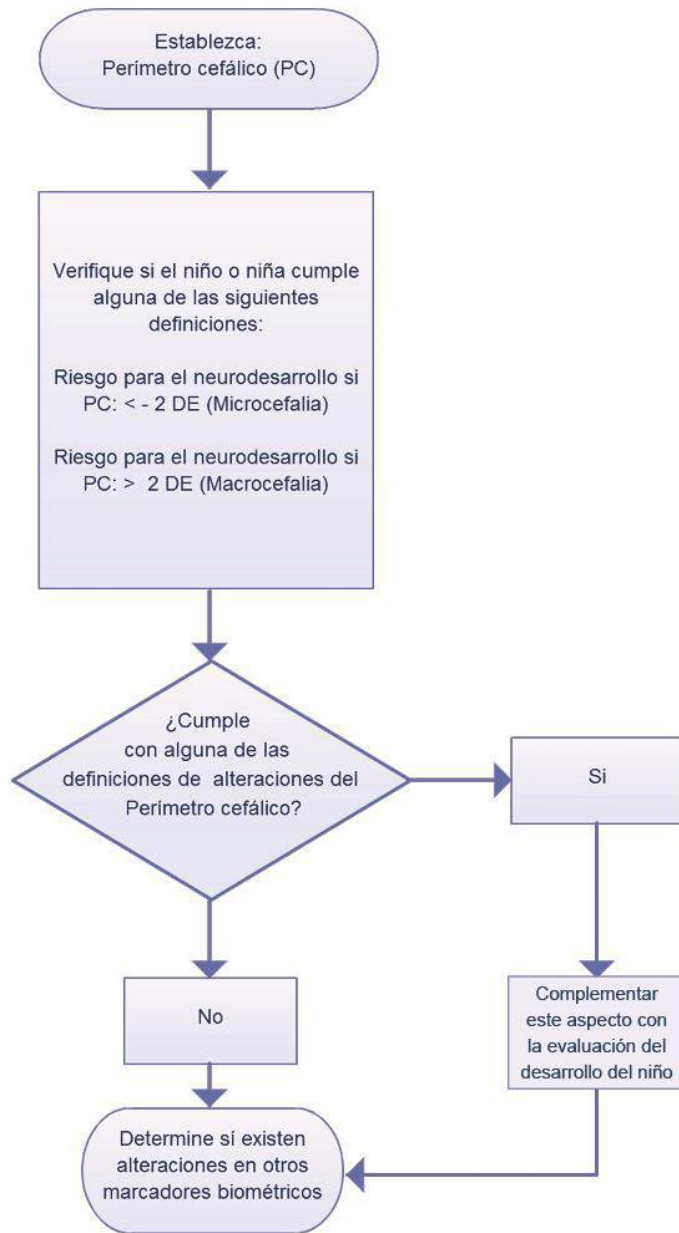 Establezca:
Perímetro cefálico (PC)
Verifique si el niño o niña cumple
alguna de las siguientes
definiciones:
Riesgo para el neurodesarrollo si
PC: < - 2 DE (Microcefalia)
Riesgo para el neurodesarrollo si
PC: >  2 DE (Macrocefalia)
¿Cumple
con alguna de las
definiciones de  alteraciones del
Perímetro cefálico?
Si
No
Complementar
este aspecto con
la evaluación del
desarrollo del niño
Determine sí existen
alteraciones en otros
marcadores biométricos